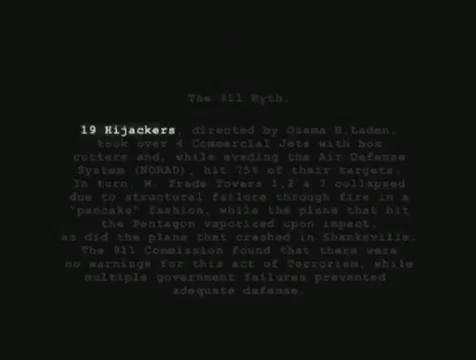 The 911 Myth.
19 Hijackers, directed by Osama B.Laden,
took over 4 Commercial Jets with box
cutters and, while evading the Air Defense
System (NORAD), hit 75% of their targets.
In turn, W. Trade Towers 1,2 & 7 collapsed
due to structural failure through fire in a
"pancake" fashion, while the plane that hit
the Pentagon vaporized upon impact,
as did the plane that crashed in Shanksville.
The 911 Commission found that there were
no warnings for this act of Terrorism, while
multiple government failures prevented
adequate defense.